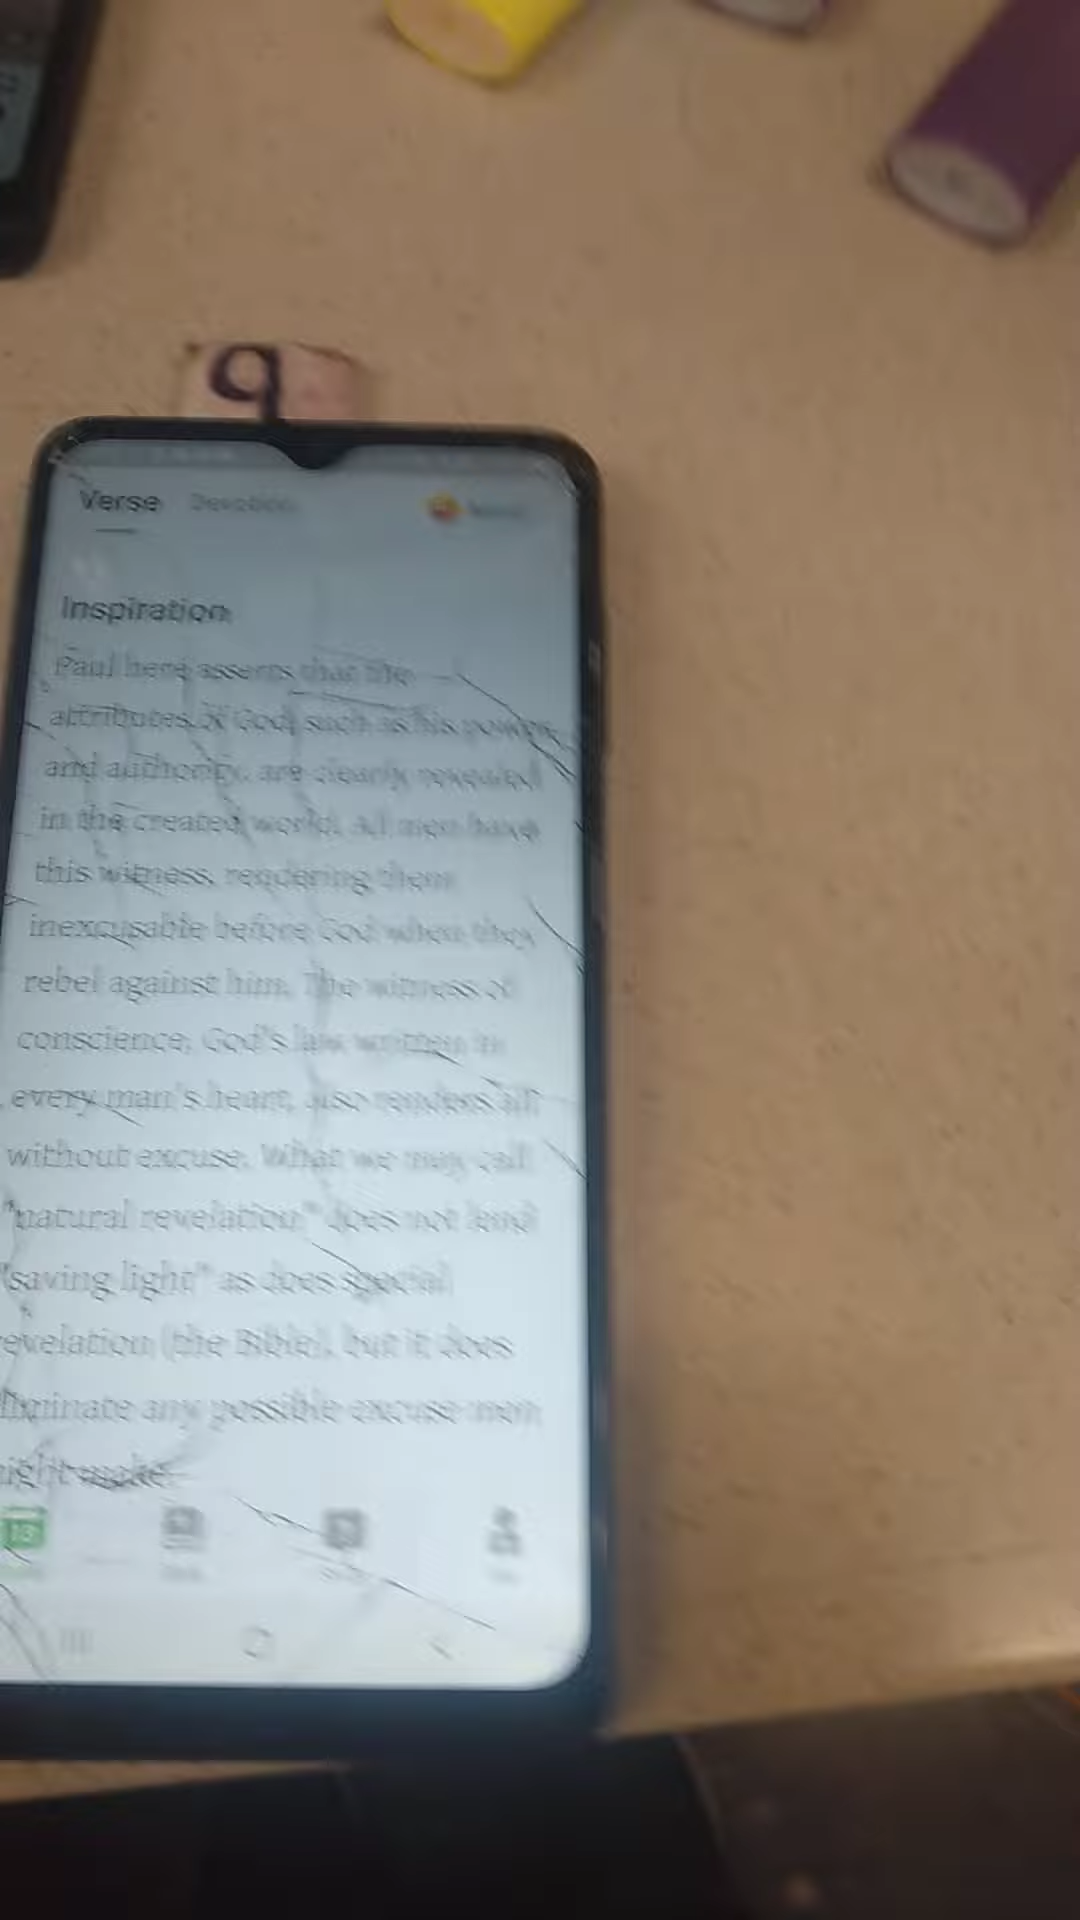 9
Verse Devotion
Inspiration
Paul here asserts that the
attributes of God, such as his power
and authority, are clearly revealed
in the created world. All men have
this witness, rendering them
inexcusable before God when they
rebel against him. The witness of
conscience, God's law written in
every man's heart, also renders all
without excuse. What we may call
"natural revelation" does not lend
"saving light" as does special
revelation (the Bible), but it does
liminate any possible excuse men
ight make.
13